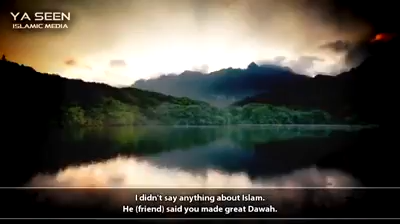 YA SEEN
ISLAMIC MEDIA
I didn't say anything about Islam.
He (friend) said you made great Dawah.